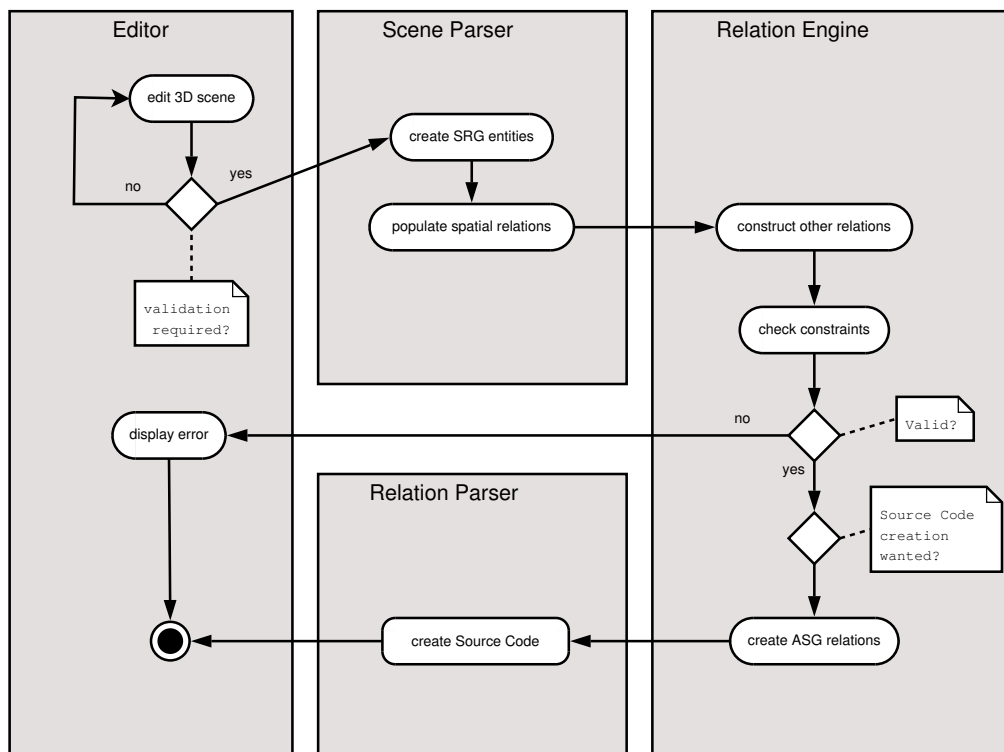 Editor
Scene Parser
Relation Engine
edit 3D scene
no
yes
validation
required?
create SRG entities
populate spatial relations
construct other relations
check constraints
no
Valid?
yes
display error
Source Code
creation
wanted?
Relation Parser
create Source Code
create ASG relations